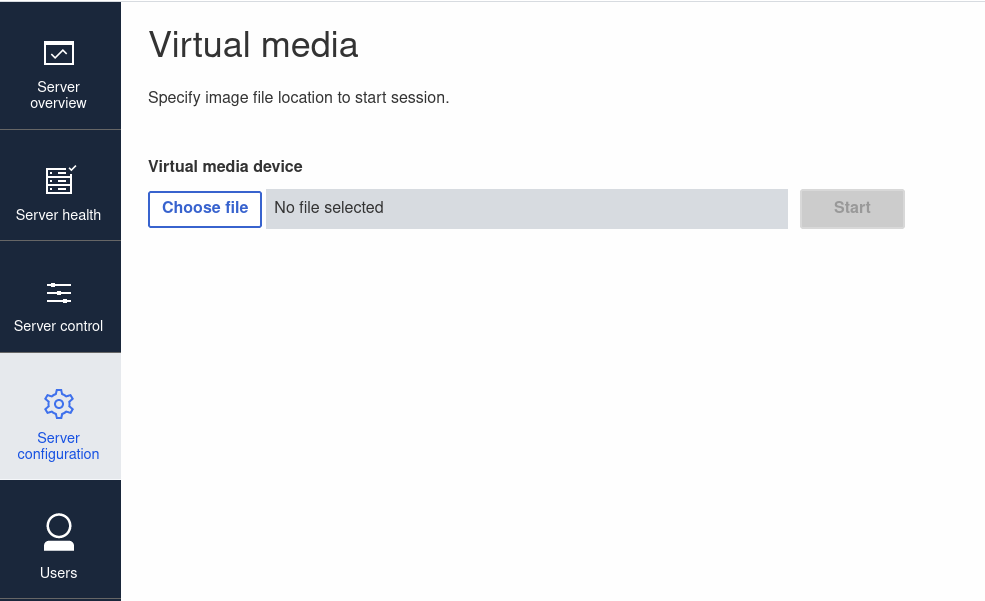 Server
overview
Server health
Server control
Server
configuration
Users
Virtual media
Specify image file location to start session.
Virtual media device
Choose file No file selected Start